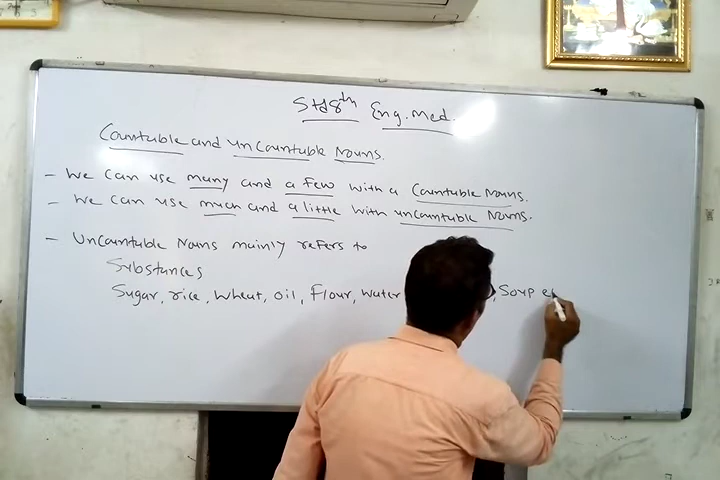 Std 8th Eng. Med.
Countable and unCountable Nouns.
- We Can use many and a few with a Countable Nouns.
- We Can use much and a little with unCountable Nouns.
- UnCountable Nouns mainly refers to
Substances
Sugar, rice, Wheat, Oil, Flour, Water , Soup